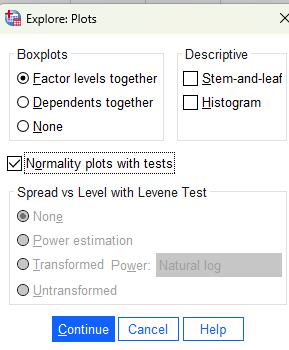 Explore: Plots
Boxplots
Factor levels together
Dependents together
None
Descriptive
Stem-and-leaf
Histogram
Normality plots with tests
Spread vs Level with Levene Test
None
Power estimation
Transformed Power: Natural log
Untransformed
Continue Cancel Help